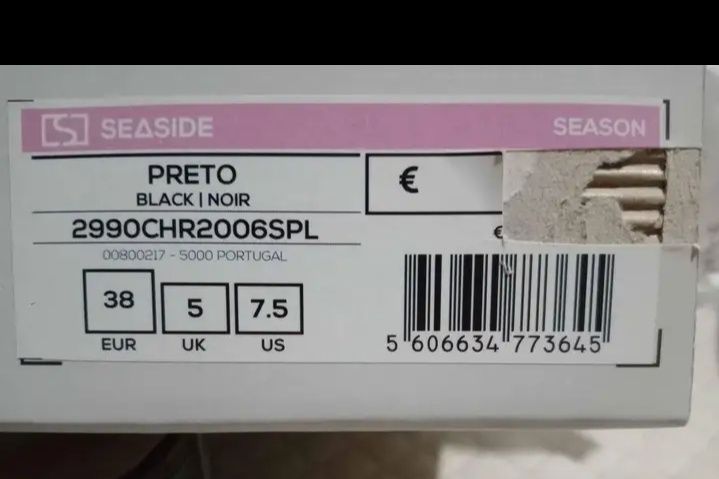 SEASIDE SEASON
PRETO
BLACK | NOIR
€
2990CHR2006SPL
€
00800217 - 5000 PORTUGAL
38 5 7.5
EUR UK US
5 606634 773645